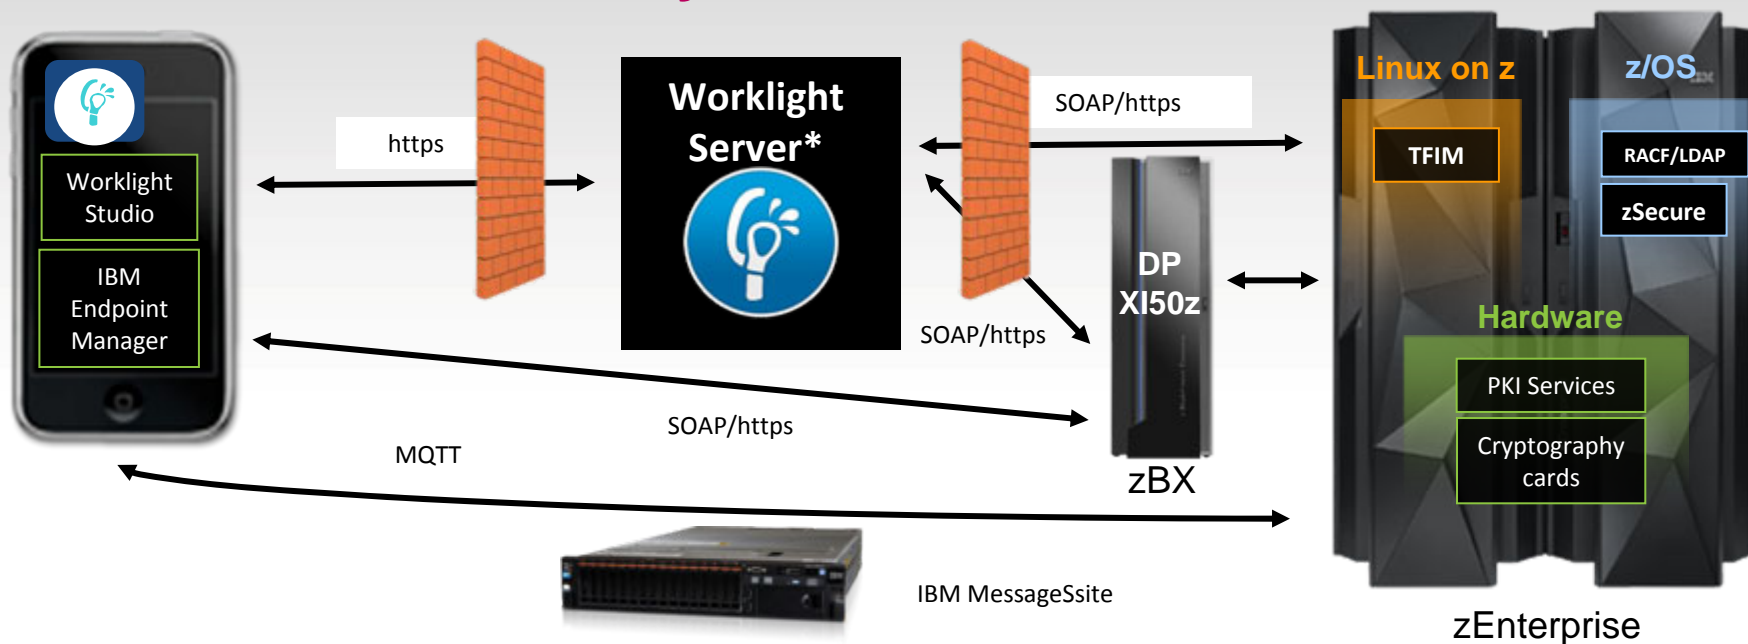 Worklight
Studio
IBM
Endpoint
Manager
https
Worklight
Server*
SOAP/https
SOAP/https
SOAP/https
MQTT
IBM MessageSsite
DP
XI50z
zBX
Linux on z
TFIM
z/OS
RACF/LDAP
zSecure
Hardware
PKI Services
Cryptography
cards
zEnterprise